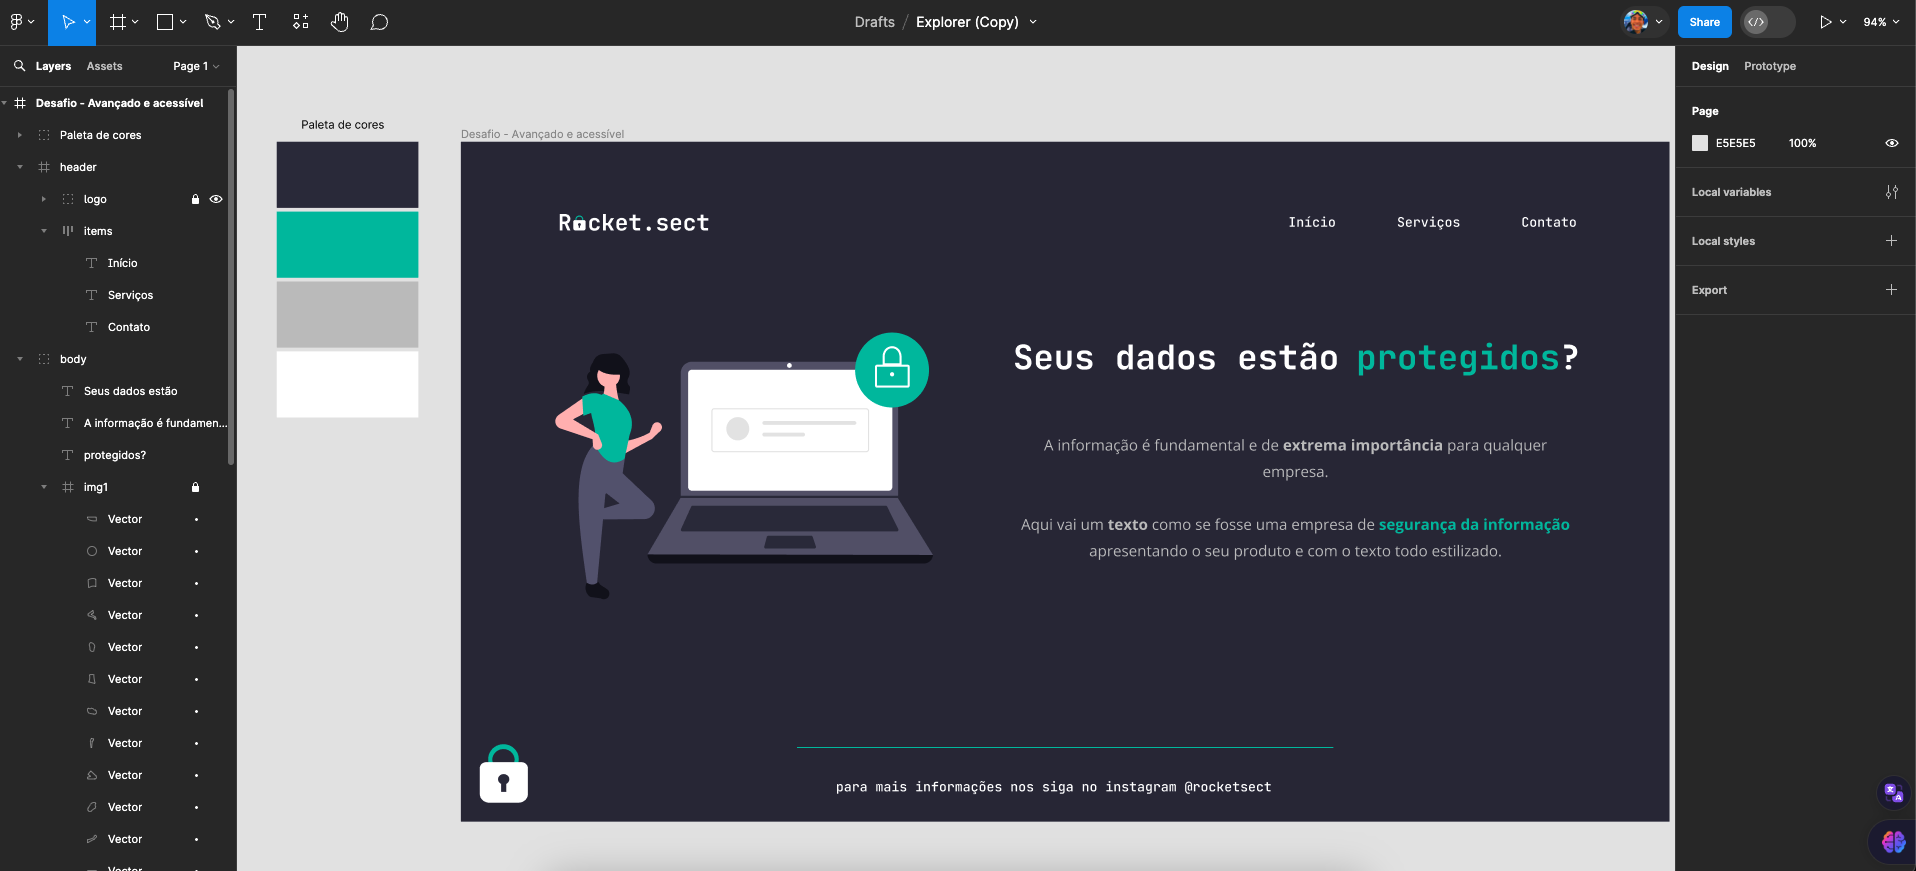 Drafts / Explorer (Copy)
Share
94%
Layers
Assets
Page 1
Desafio - Avançado e acessível
Paleta de cores
header
logo
items
Início
Serviços
Contato
body
Seus dados estão
A informação é fundamen...
protegidos?
img1
Vector
Vector
Vector
Vector
Vector
Vector
Vector
Vector
Vector
Vector
Vector
Vector
Paleta de cores
Desafio - Avançado e acessível
Rocket.sect
Início
Serviços
Contato
Seus dados estão protegidos?
A informação é fundamental e de extrema importância para qualquer
empresa.
Aqui vai um texto como se fosse uma empresa de segurança da informação
apresentando o seu produto e com o texto todo estilizado.
para mais informações nos siga no instagram @rocketsect
Design
Prototype
Page
E5E5E5
100%
Local variables
Local styles
Export